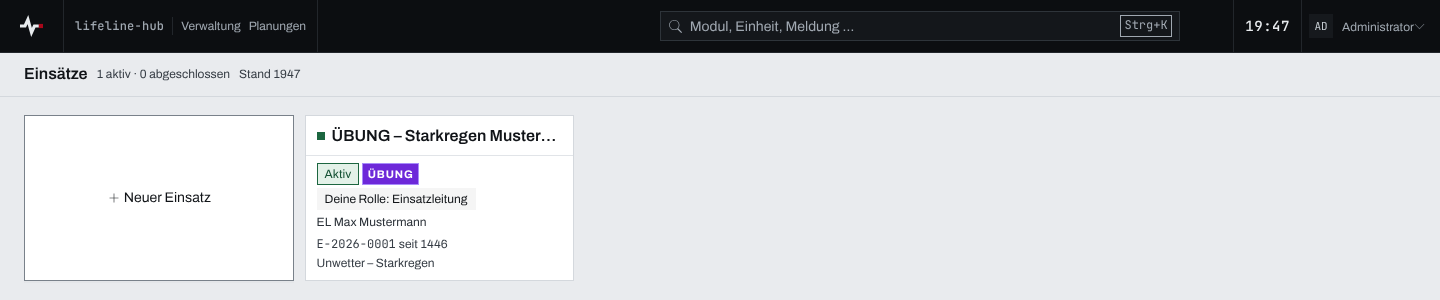 lifeline-hub Verwaltung Planungen Modul, Einheit, Meldung ... Strg+K 19:47 AD Administrator
Einsätze 1 aktiv · 0 abgeschlossen Stand 1947
+ Neuer Einsatz
ÜBUNG – Starkregen Muster...
Aktiv ÜBUNG
Deine Rolle: Einsatzleitung
EL Max Mustermann
E-2026-0001 seit 1446
Unwetter – Starkregen